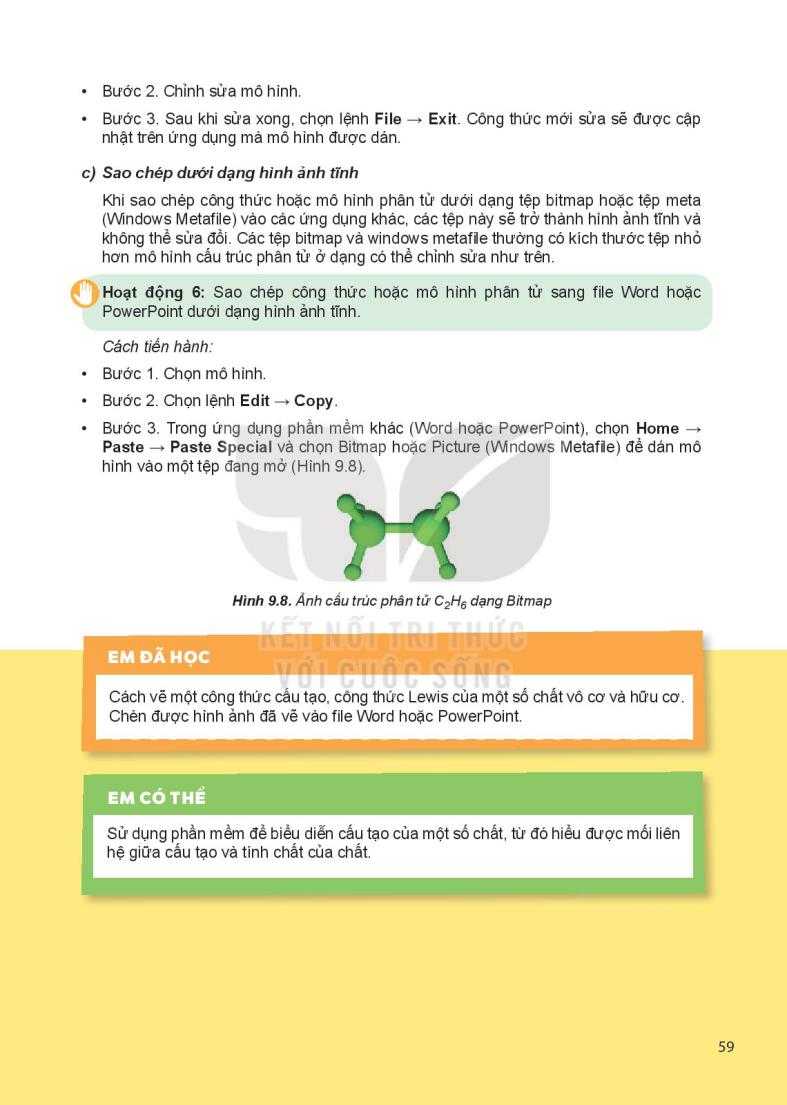 • Bước 2. Chỉnh sửa mô hình.
• Bước 3. Sau khi sửa xong, chọn lệnh File → Exit. Công thức mới sửa sẽ được cập
nhật trên ứng dụng mà mô hình được dán.
c) Sao chép dưới dạng hình ảnh tĩnh
Khi sao chép công thức hoặc mô hình phân tử dưới dạng tệp bitmap hoặc tệp meta
(Windows Metafile) vào các ứng dụng khác, các tệp này sẽ trở thành hình ảnh tĩnh và
không thể sửa đổi. Các tệp bitmap và windows metafile thường có kích thước tệp nhỏ
hơn mô hình cấu trúc phân tử ở dạng có thể chỉnh sửa như trên.
Hoạt động 6: Sao chép công thức hoặc mô hình phân tử sang file Word hoặc
PowerPoint dưới dạng hình ảnh tĩnh.
Cách tiến hành:
• Bước 1. Chọn mô hình.
• Bước 2. Chọn lệnh Edit → Copy.
• Bước 3. Trong ứng dụng phần mềm khác (Word hoặc PowerPoint), chọn Home →
Paste → Paste Special và chọn Bitmap hoặc Picture (Windows Metafile) để dán mô
hình vào một tệp đang mở (Hình 9.8).
Hình 9.8. Ảnh cấu trúc phân tử C₂H₆ dạng Bitmap
KẾT NỐI TRI THỨC
VỚI CUỘC SỐNG
EM ĐÃ HỌC
Cách vẽ một công thức cấu tạo, công thức Lewis của một số chất vô cơ và hữu cơ.
Chèn được hình ảnh đã vẽ vào file Word hoặc PowerPoint.
EM CÓ THỂ
Sử dụng phần mềm để biểu diễn cấu tạo của một số chất, từ đó hiểu được mối liên
hệ giữa cấu tạo và tính chất của chất.
59